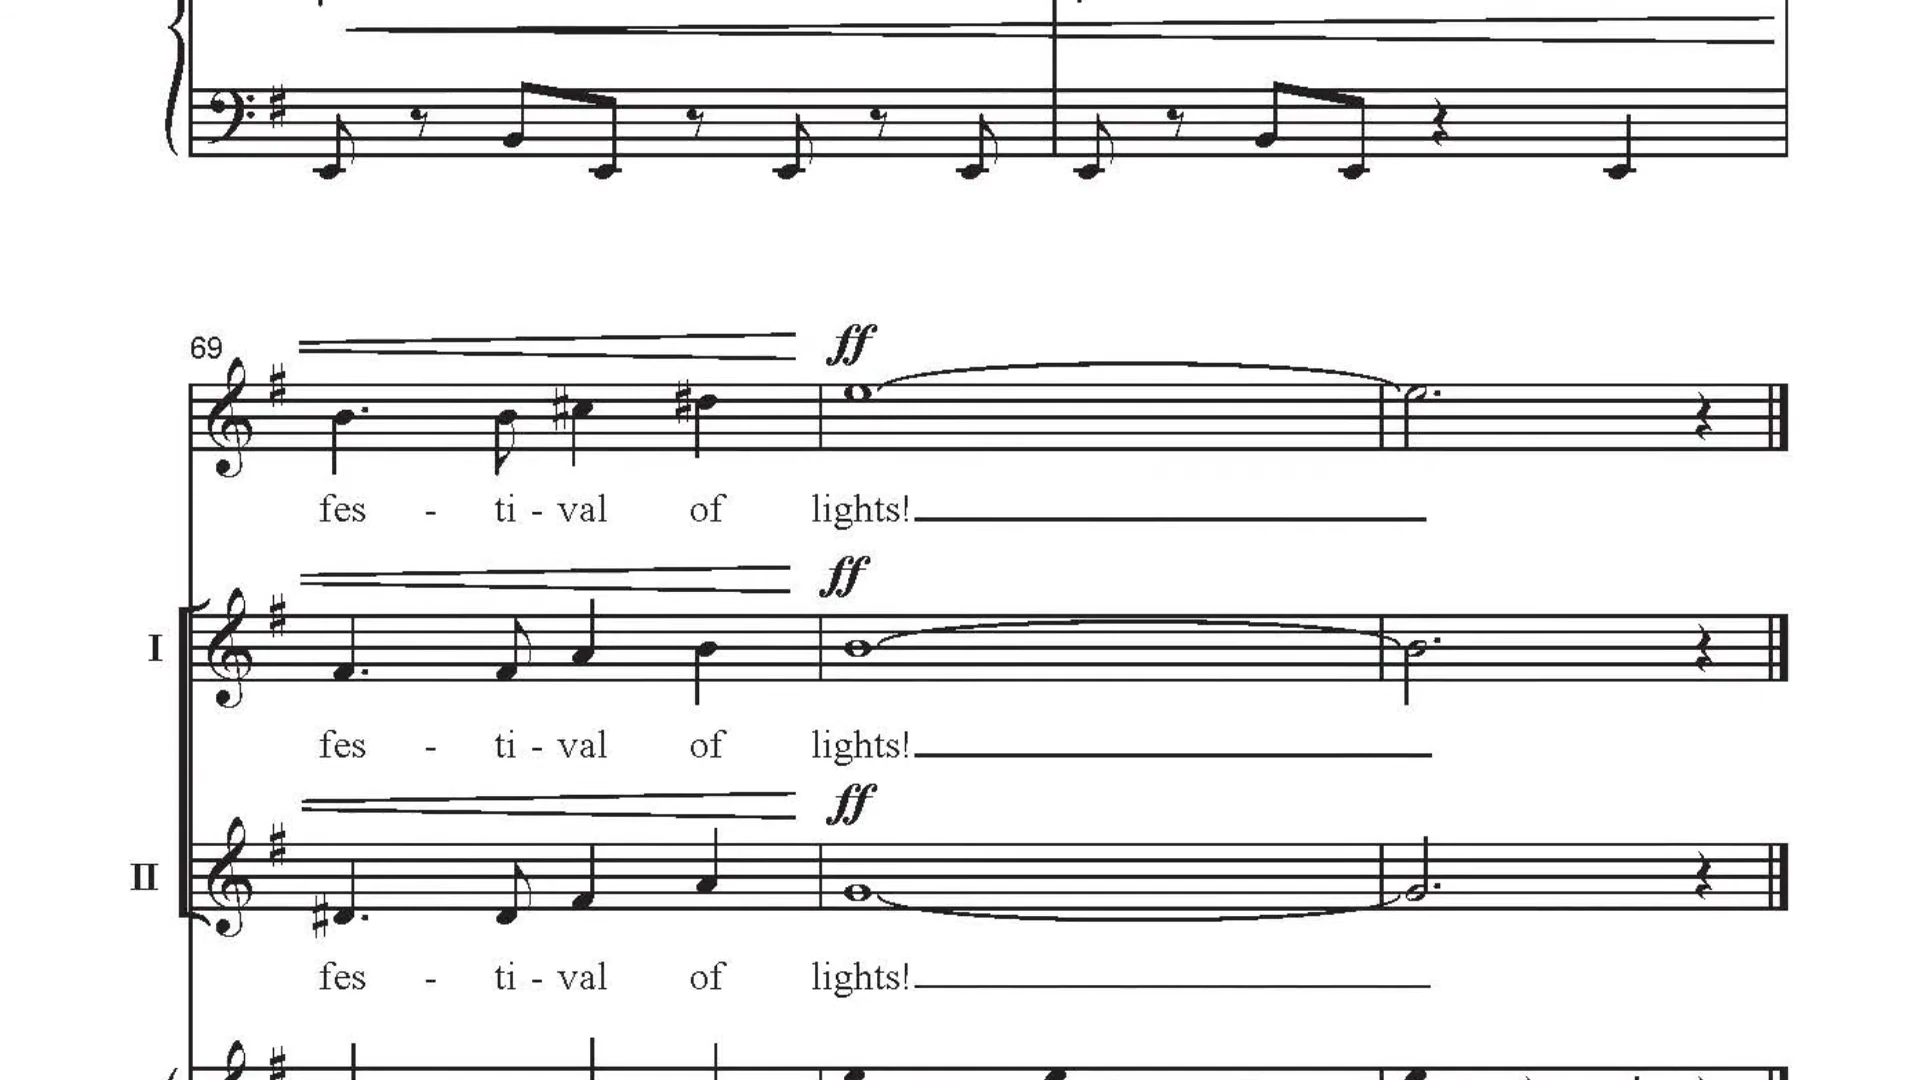 69
ff
fes - ti - val of lights!
ff
I
fes - ti - val of lights!
ff
II
fes - ti - val of lights!